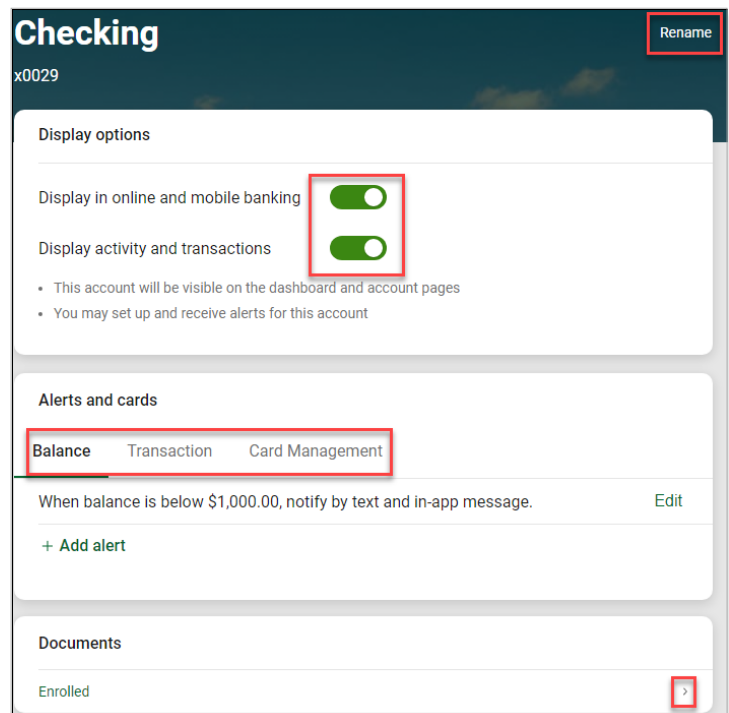 Checking
Rename
x0029
Display options
Display in online and mobile banking
Display activity and transactions
• This account will be visible on the dashboard and account pages
• You may set up and receive alerts for this account
Alerts and cards
Balance Transaction Card Management
When balance is below $1,000.00, notify by text and in-app message. Edit
+ Add alert
Documents
Enrolled >